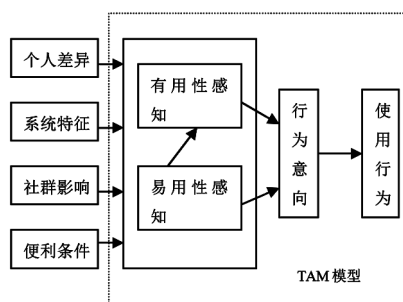 个人差异
系统特征
社群影响
便利条件
有用性感
知
易用性感
知
行为意向
使用行为
TAM模型